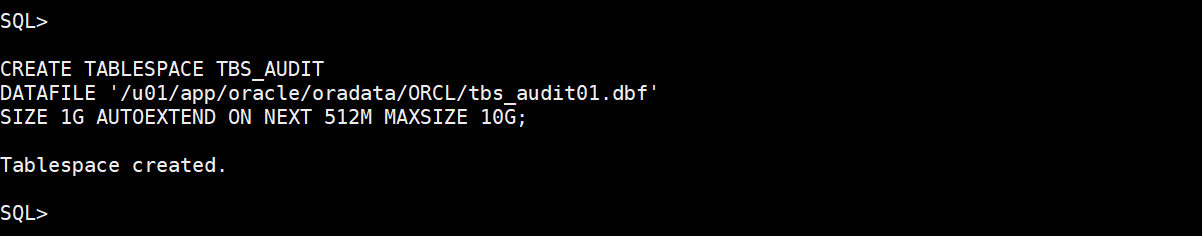 SQL>
CREATE TABLESPACE TBS_AUDIT
DATAFILE '/u01/app/oracle/oradata/ORCL/tbs_audit01.dbf'
SIZE 1G AUTOEXTEND ON NEXT 512M MAXSIZE 10G;
Tablespace created.
SQL>